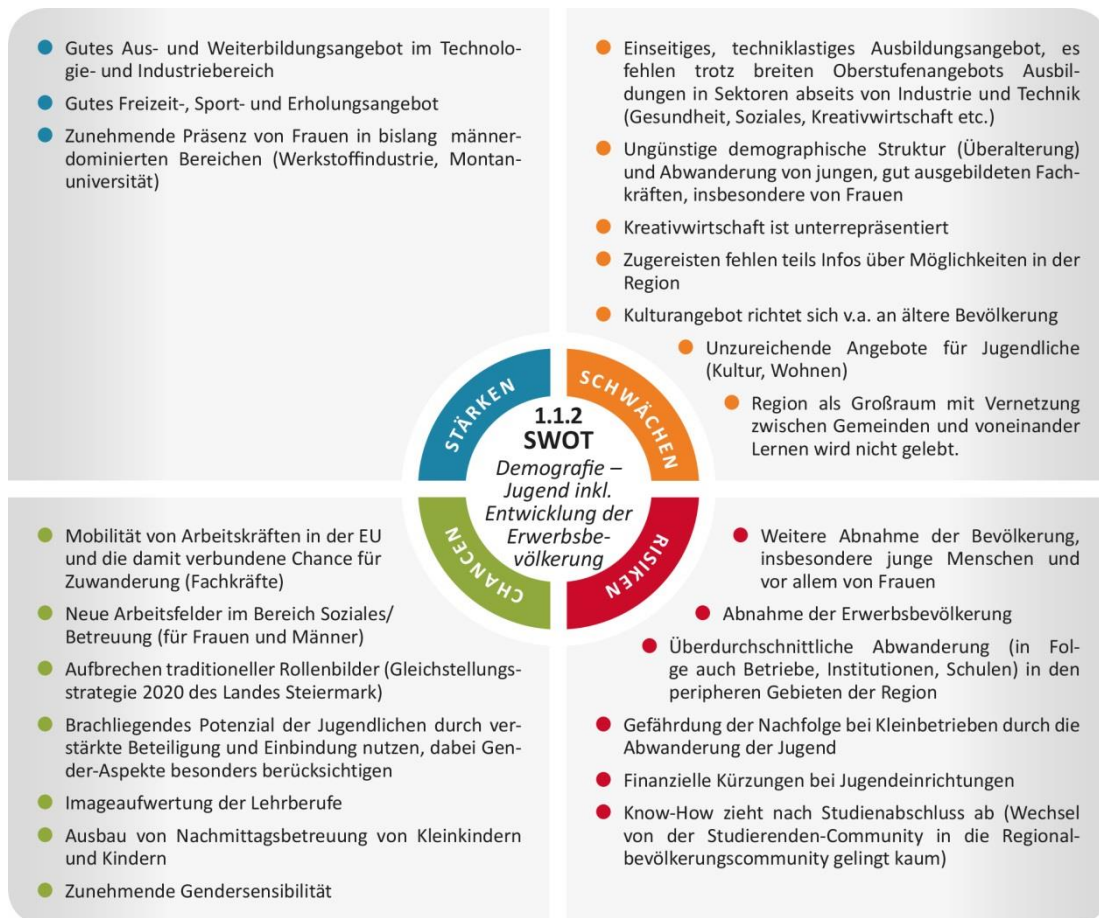 Gutes Aus- und Weiterbildungsangebot im Technolo-
gie- und Industriebereich
Gutes Freizeit-, Sport- und Erholungsangebot
Zunehmende Präsenz von Frauen in bislang männer-
dominierten Bereichen (Werkstoffindustrie, Montan-
universität)
Einseitiges, techniklastiges Ausbildungsangebot, es
fehlen trotz breiten Oberstufenangebots Ausbil-
dungen in Sektoren abseits von Industrie und Technik
(Gesundheit, Soziales, Kreativwirtschaft etc.)
Ungünstige demographische Struktur (Überalterung)
und Abwanderung von jungen, gut ausgebildeten Fach-
kräften, insbesondere von Frauen
Kreativwirtschaft ist unterrepräsentiert
Zugereisten fehlen teils Infos über Möglichkeiten in der
Region
Kulturangebot richtet sich v.a. an ältere Bevölkerung
Unzureichende Angebote für Jugendliche
(Kultur, Wohnen)
Region als Großraum mit Vernetzung
zwischen Gemeinden und voneinander
Lernen wird nicht gelebt.
STÄRKEN
SCHWÄCHEN
1.1.2
SWOT
Demografie –
Jugend inkl.
Entwicklung der
Erwerbsbe-
völkerung
CHANCEN
RISIKEN
Mobilität von Arbeitskräften in der EU
und die damit verbundene Chance für
Zuwanderung (Fachkräfte)
Neue Arbeitsfelder im Bereich Soziales/
Betreuung (für Frauen und Männer)
Aufbrechen traditioneller Rollenbilder (Gleichstellungs-
strategie 2020 des Landes Steiermark)
Brachliegendes Potenzial der Jugendlichen durch ver-
stärkte Beteiligung und Einbindung nutzen, dabei Gen-
der-Aspekte besonders berücksichtigen
Imageaufwertung der Lehrberufe
Ausbau von Nachmittagsbetreuung von Kleinkindern
und Kindern
Zunehmende Gendersensibilität
Weitere Abnahme der Bevölkerung,
insbesondere junge Menschen und
vor allem von Frauen
Abnahme der Erwerbsbevölkerung
Überdurchschnittliche Abwanderung (in Fol-
ge auch Betriebe, Institutionen, Schulen) in den
peripheren Gebieten der Region
Gefährdung der Nachfolge bei Kleinbetrieben durch die
Abwanderung der Jugend
Finanzielle Kürzungen bei Jugendeinrichtungen
Know-How zieht nach Studienabschluss ab (Wechsel
von der Studierenden-Community in die Regional-
bevölkerungscommunity gelingt kaum)